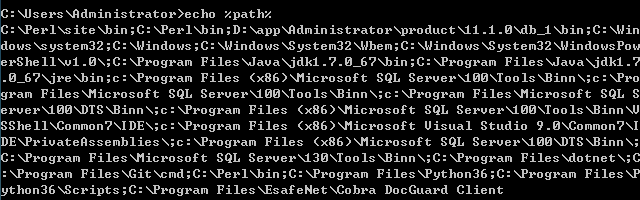 C:\Users\Administrator>echo %path%
C:\Perl\site\bin;C:\Perl\bin;D:\app\Administrator\product\11.1.0\db_1\bin;C:\Win
dows\system32;C:\Windows;C:\Windows\System32\Wbem;C:\Windows\System32\WindowsPow
erShell\v1.0\;C:\Program Files\Java\jdk1.7.0_67\bin;C:\Program Files\Java\jdk1.7
.0_67\jre\bin;c:\Program Files (x86)\Microsoft SQL Server\100\Tools\Binn\;c:\Pro
gram Files\Microsoft SQL Server\100\Tools\Binn\;c:\Program Files\Microsoft SQL S
erver\100\DTS\Binn\;c:\Program Files (x86)\Microsoft SQL Server\100\Tools\Binn\V
SShell\Common7\IDE\;c:\Program Files (x86)\Microsoft Visual Studio 9.0\Common7\I
DE\PrivateAssemblies\;c:\Program Files (x86)\Microsoft SQL Server\100\DTS\Binn\;
C:\Program Files\Microsoft SQL Server\130\Tools\Binn\;C:\Program Files\dotnet\;C
:\Program Files\Git\cmd;C:\Perl\bin;C:\Program Files\Python36;C:\Program Files\P
ython36\Scripts;C:\Program Files\EsafeNet\Cobra DocGuard Client